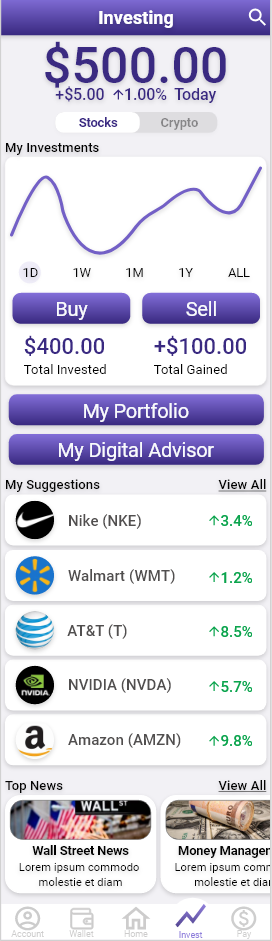 Investing
$500.00
+$5.00 ↑1.00% Today
Stocks Crypto
My Investments
1D 1W 1M 1Y ALL
Buy Sell
$400.00 +$100.00
Total Invested Total Gained
My Portfolio
My Digital Advisor
My Suggestions View All
Nike (NKE) ↑3.4%
Walmart (WMT) ↑1.2%
AT&T (T) ↑8.5%
NVIDIA
NVIDIA (NVDA) ↑5.7%
a
Amazon (AMZN) ↑9.8%
Top News View All
WALL ST
Wall Street News Money Manager
Lorem ipsum commodo Lorem ipsum comm
molestie et diam molestie et diam
Account Wallet Home Invest Pay